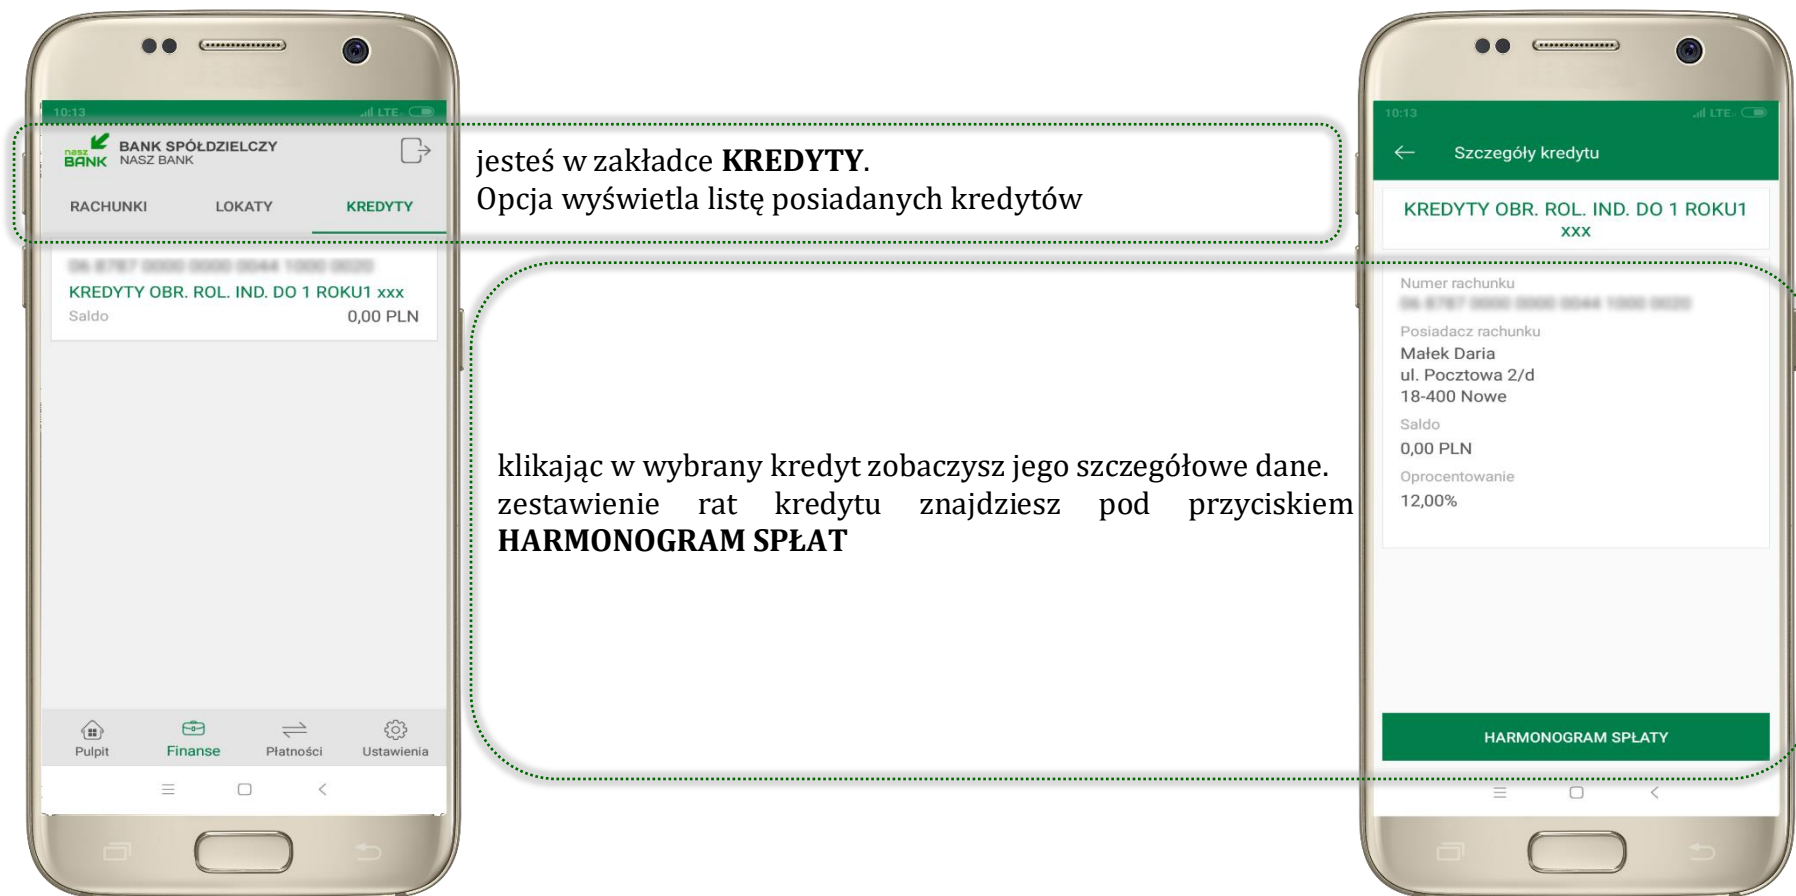 10:13
LTE
nasz
BANK
BANK SPÓŁDZIELCZY
NASZ BANK
RACHUNKI LOKATY KREDYTY
KREDYTY OBR. ROL. IND. DO 1 ROKU1 xxx
Saldo 0,00 PLN
Pulpit Finanse Płatności Ustawienia
jesteś w zakładce KREDYTY.
Opcja wyświetla listę posiadanych kredytów
klikając w wybrany kredyt zobaczysz jego szczegółowe dane.
zestawienie rat kredytu znajdziesz pod przyciskiem
HARMONOGRAM SPŁAT
10:13
LTE
Szczegóły kredytu
KREDYTY OBR. ROL. IND. DO 1 ROKU1
xxx
Numer rachunku
Posiadacz rachunku
Małek Daria
ul. Pocztowa 2/d
18-400 Nowe
Saldo
0,00 PLN
Oprocentowanie
12,00%
HARMONOGRAM SPŁATY